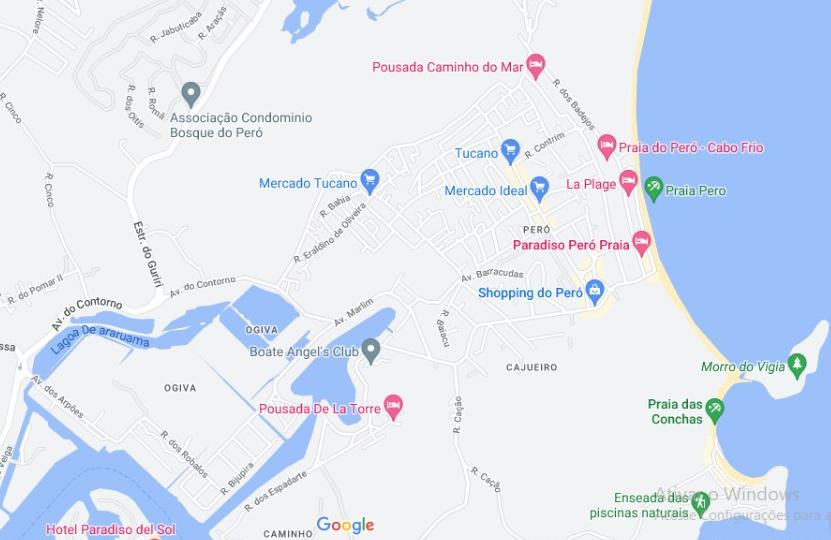 R. Nelore
R. Jabuticaba
R. Araçás
R. Romã
R. dos Oitis
R. Cinco
Associação Condominio
Bosque do Peró
Pousada Caminho do Mar
R. dos Badejos
Tucano
R. Contrim
Praia do Peró - Cabo Frio
Mercado Tucano
Mercado Ideal
La Plage
Praia Pero
R. Cinco
R. Bahia
R. Eraldino de Oliveira
PERÓ
Paradiso Peró Praia
Estr. do Guriri
R. do Pomar II
Av. do Contorno
Av. do Contorno
Av. Barracudas
Shopping do Peró
Av. Marlim
R. Baiacu
Lagoa De araruama
OGIVA
Boate Angel's Club
CAJUEIRO
Morro do Vigia
OGIVA
Av. dos Arpões
Pousada De La Torre
Praia das
Conchas
R. Cação
R. dos Robalos
R. Bijupira
R. dos Espadarte
R. Cação
Enseada das
piscinas naturais
Ativar o Windows
Acesse Configurações para a
Hotel Paradiso del Sol
CAMINHO
Google